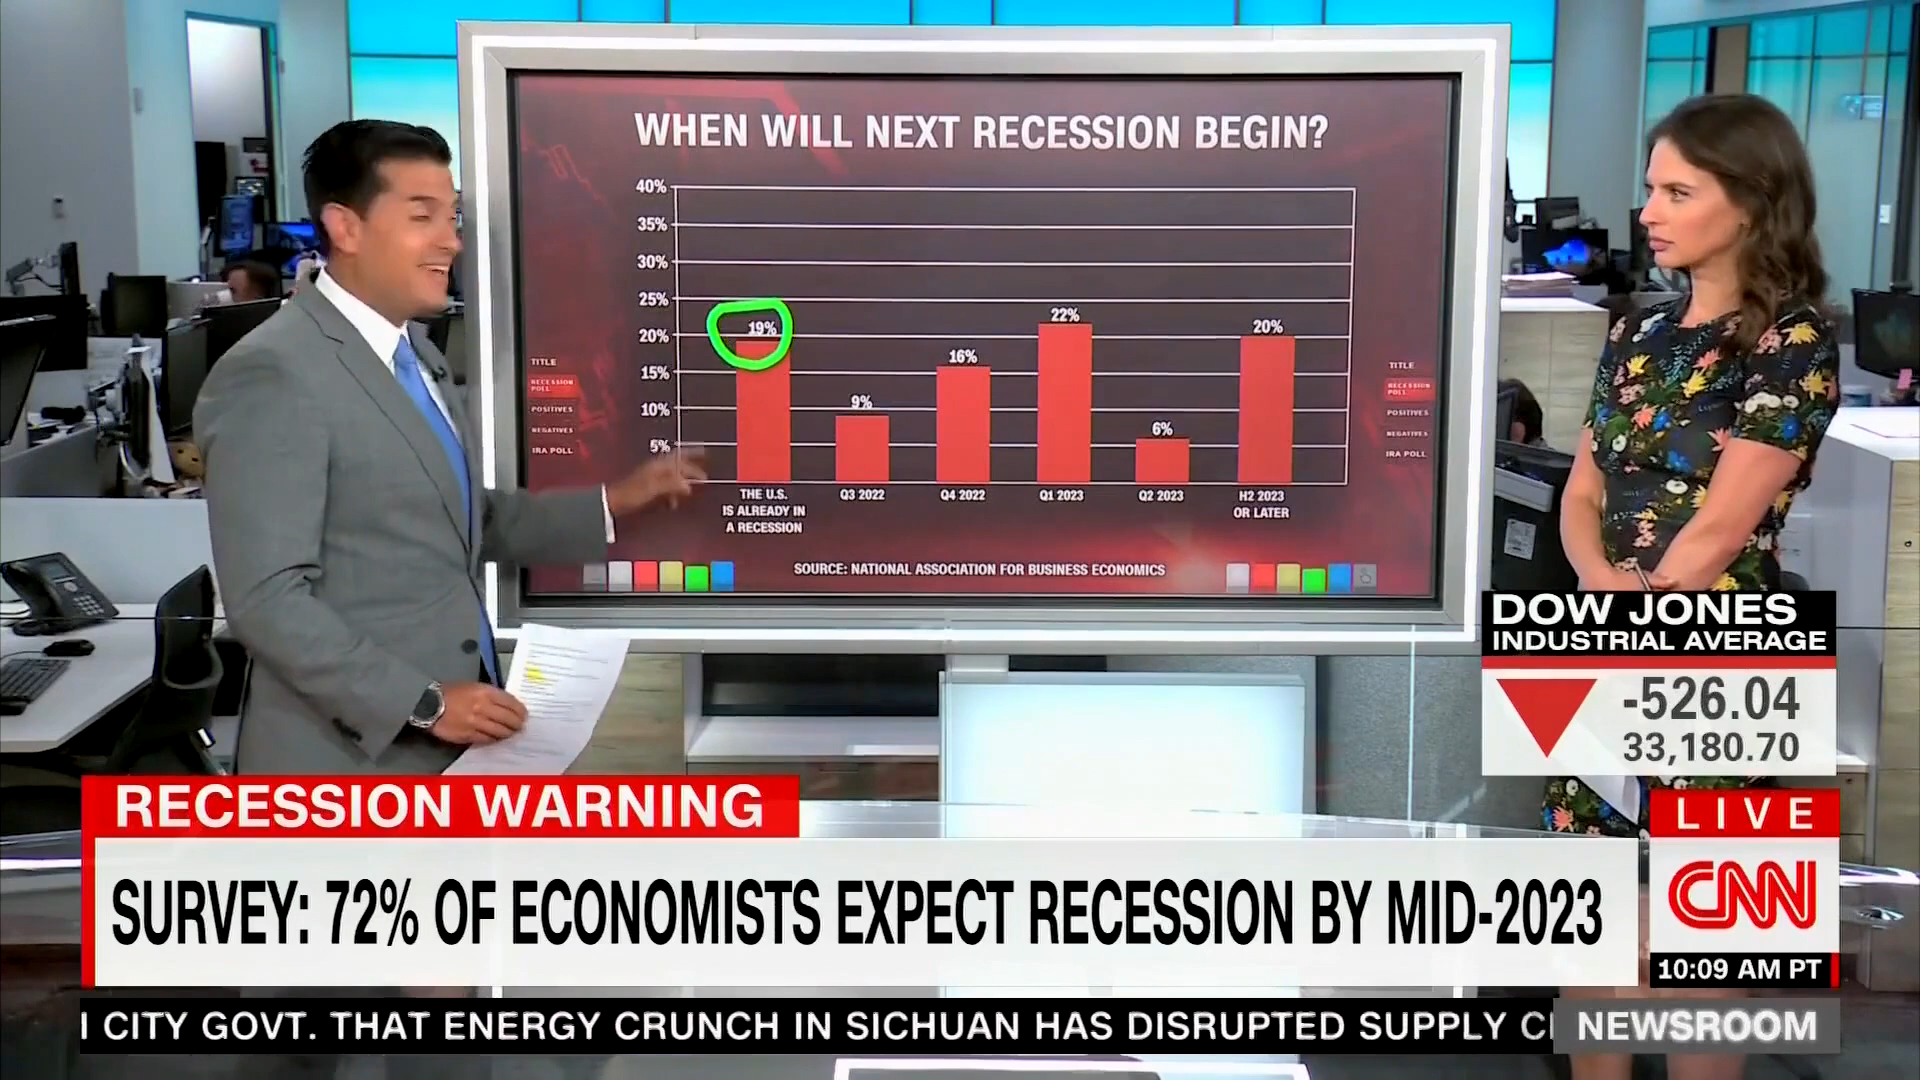 WHEN WILL NEXT RECESSION BEGIN?
40%
35%
30%
25%
20%
15%
10%
5%
19%
9%
16%
22%
6%
20%
THE U.S.
IS ALREADY IN
A RECESSION
Q3 2022
Q4 2022
Q1 2023
Q2 2023
H2 2023
OR LATER
SOURCE: NATIONAL ASSOCIATION FOR BUSINESS ECONOMICS
TITLE
RECESSION
POLL
POSITIVES
NEGATIVES
IRA POLL
TITLE
RECESSION
POLL
POSITIVES
NEGATIVES
IRA POLL
DOW JONES
INDUSTRIAL AVERAGE
-526.04
33,180.70
RECESSION WARNING
SURVEY: 72% OF ECONOMISTS EXPECT RECESSION BY MID-2023
LIVE
CNN
10:09 AM PT
CITY GOVT. THAT ENERGY CRUNCH IN SICHUAN HAS DISRUPTED SUPPLY
NEWSROOM